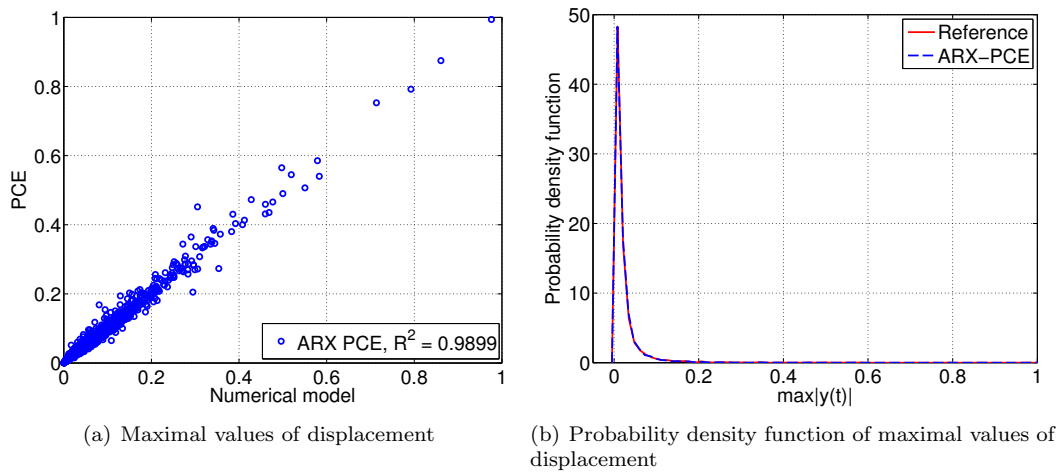 1
0.8
0.6
0.4
0.2
0
PCE
ARX PCE, R² = 0.9899
0 0.2 0.4 0.6 0.8 1
Numerical model
(a) Maximal values of displacement
50
40
30
20
10
0
Probability density function
Reference
ARX−PCE
0 0.2 0.4 0.6 0.8 1
max|y(t)|
(b) Probability density function of maximal values of
displacement